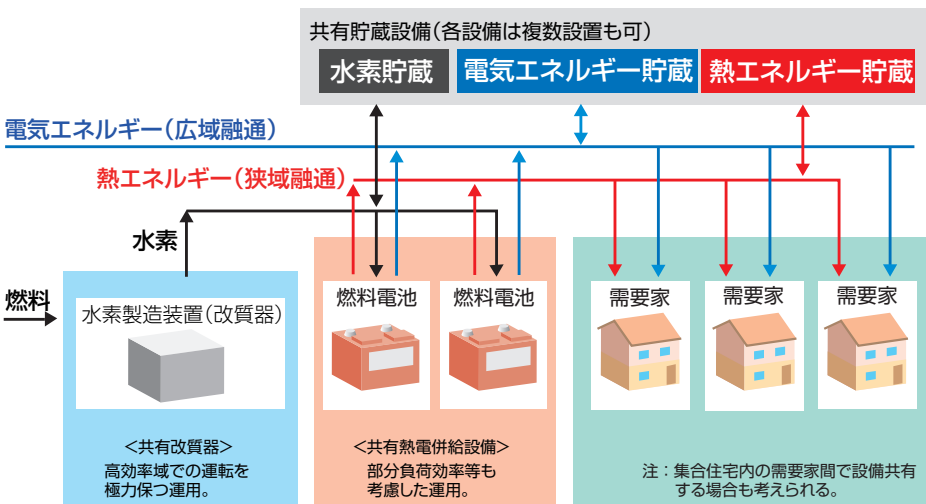 共有貯蔵設備(各設備は複数設置も可)
水素貯蔵
電気エネルギー貯蔵
熱エネルギー貯蔵
電気エネルギー(広域融通)
熱エネルギー(狭域融通)
水素
燃料
水素製造装置(改質器)
燃料電池
燃料電池
需要家
需要家
需要家
<共有改質器>
高効率域での運転を
極力保つ運用。
<共有熱電併給設備>
部分負荷効率等も
考慮した運用。
注:集合住宅内の需要家間で設備共有
する場合も考えられる。